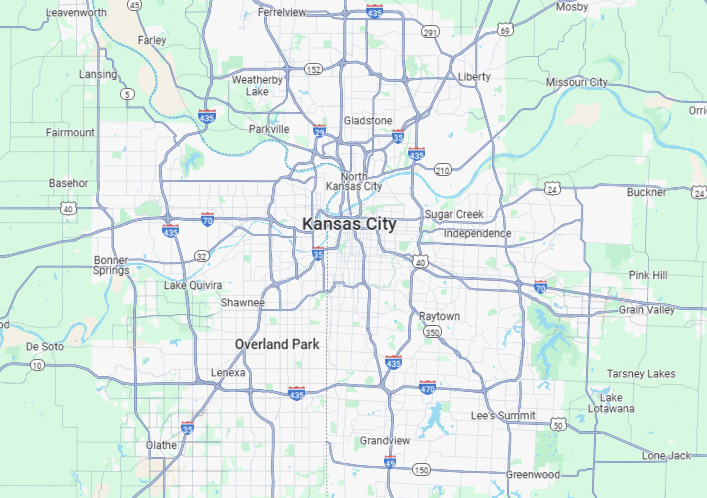 Leavenworth
45
Ferrelview
435
Mosby
291
69
Farley
152
Lansing
Weatherby
Lake
Liberty
Missouri City
5
435
Gladstone
Parkville
29
35
Fairmount
435
210
North
Kansas City
Basehor
24
Buckner
24
40
70
Kansas City
Sugar Creek
435
Independence
32
35
40
Bonner
Springs
Pink Hill
Lake Quivira
70
Shawnee
Grain Valley
Raytown
350
De Soto
Overland Park
10
435
Lenexa
Tarsney Lakes
435
470
Lake
Lotawana
Lee's Summit
50
35
Olathe
Grandview
Lone Jack
49
150
Greenwood